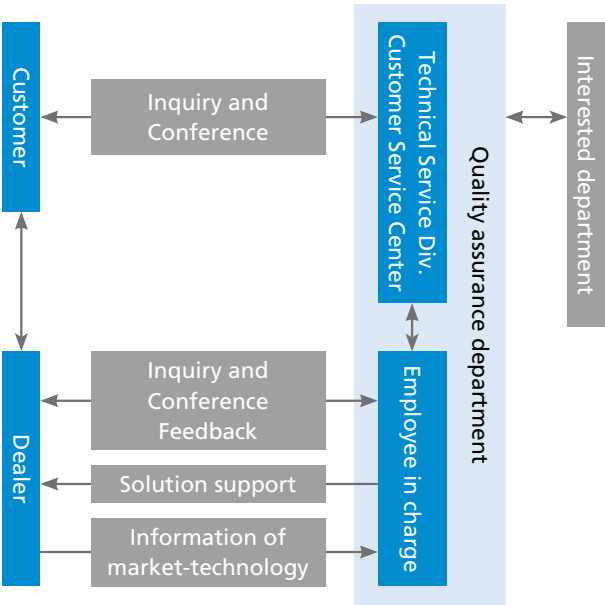 Customer
Inquiry and
Conference
Technical Service Div.
Customer Service Center
Quality assurance department
Interested department
Dealer
Inquiry and
Conference
Feedback
Solution support
Information of
market-technology
Employee in charge